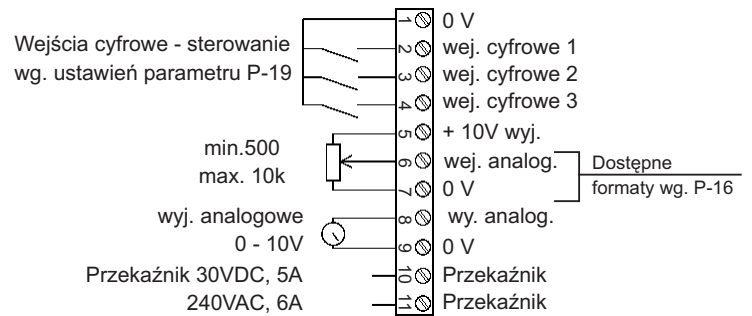 Wejścia cyfrowe - sterowanie
wg. ustawień parametru P-19
min.500
max. 10k
wyj. analogowe
0 - 10V
Przekaźnik 30VDC, 5A
240VAC, 6A
1 0 V
2 wej. cyfrowe 1
3 wej. cyfrowe 2
4 wej. cyfrowe 3
5 + 10V wyj.
6 wej. analog.
7 0 V
8 wy. analog.
9 0 V
10 Przekaźnik
11 Przekaźnik
Dostępne
formaty wg. P-16